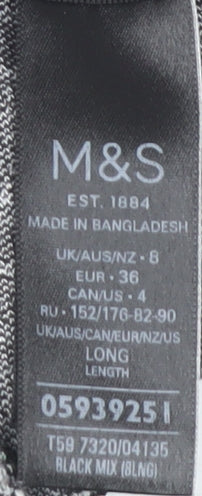 M&S
EST. 1884
MADE IN BANGLADESH
UK/AUS/NZ • 8
EUR • 36
CAN/US • 4
RU • 152/176-82-90
UK/AUS/CAN/EUR/NZ/US
LONG
LENGTH
05939251
T59 7320/04135
BLACK MIX (8LNG)